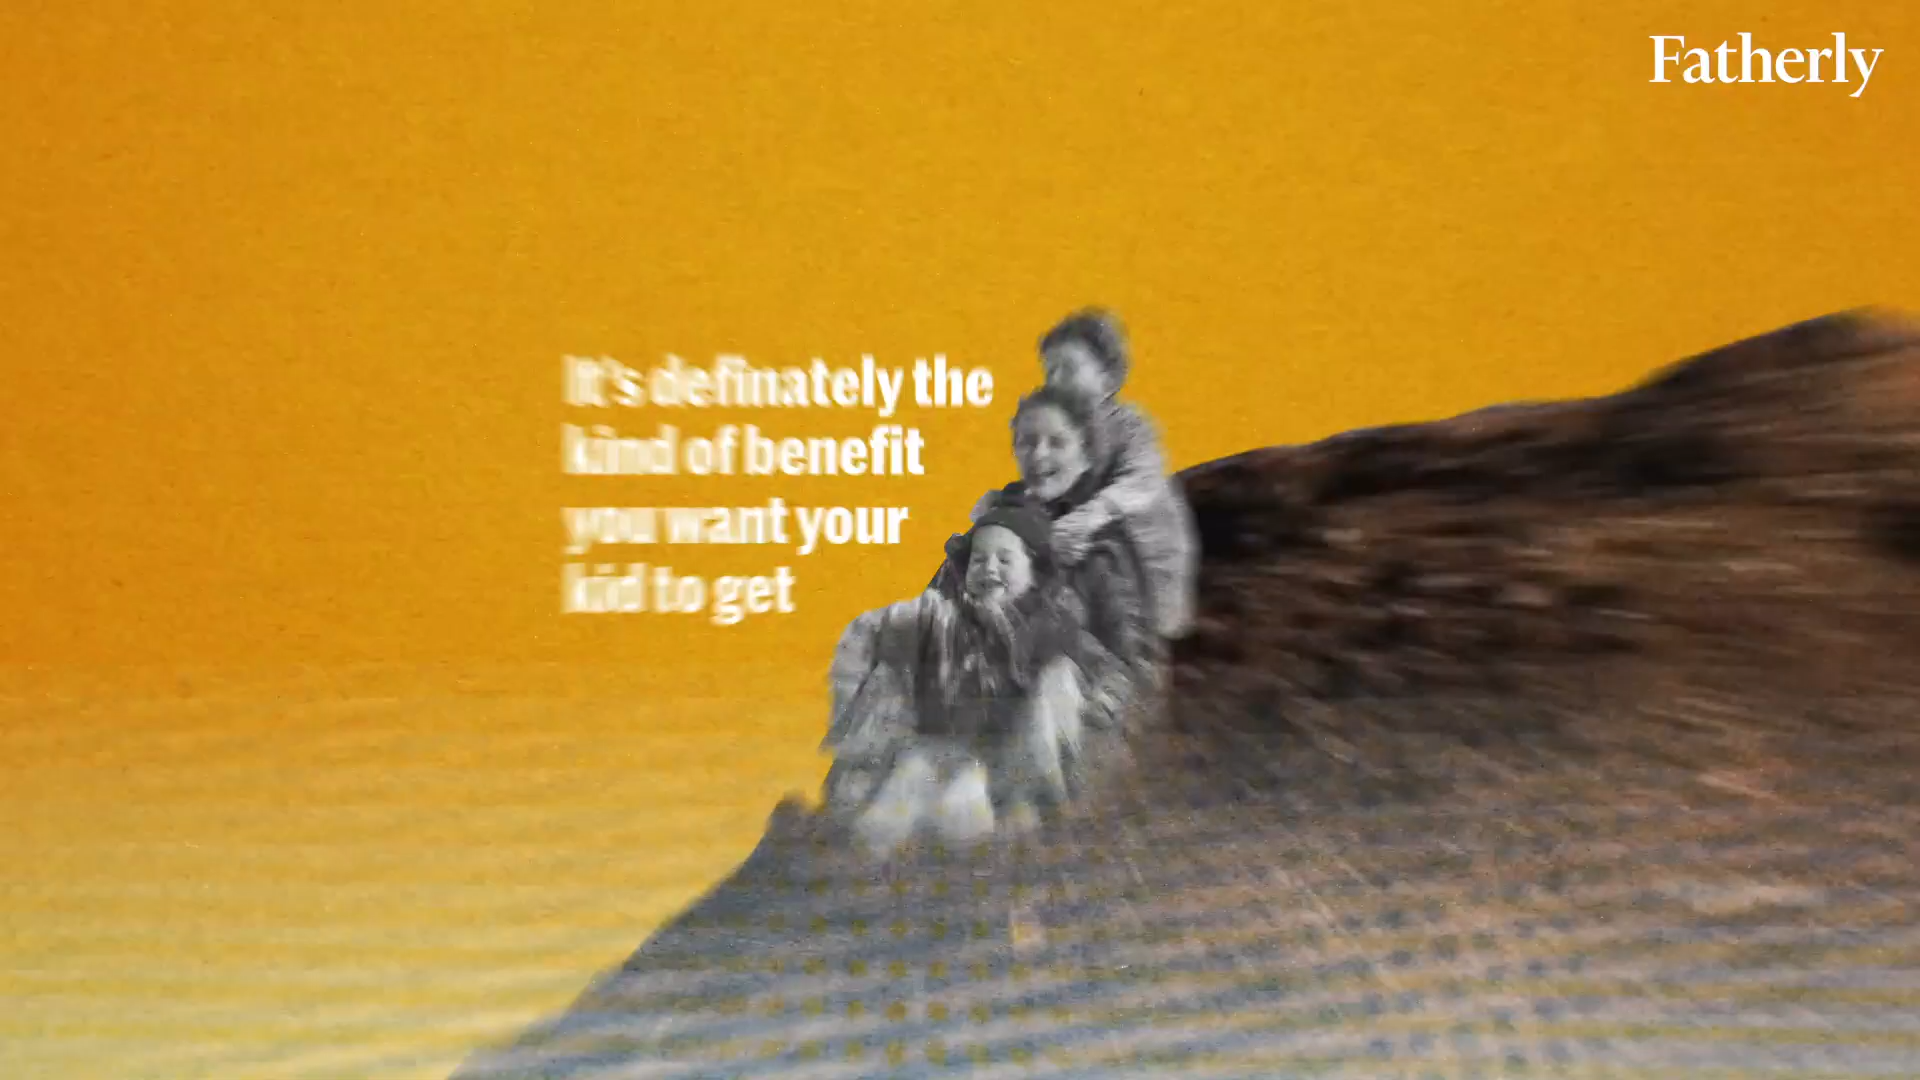 Fatherly
It's definately the
kind of benefit
you want your
kid to get